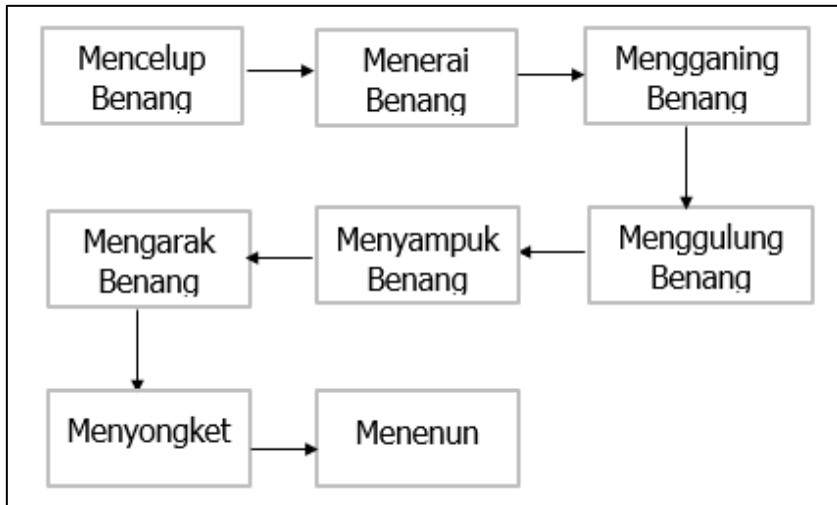 Mencelup
Benang
Menerai
Benang
Mengganing
Benang
Menggulung
Benang
Menyampuk
Benang
Mengarak
Benang
Menyongket
Menenun